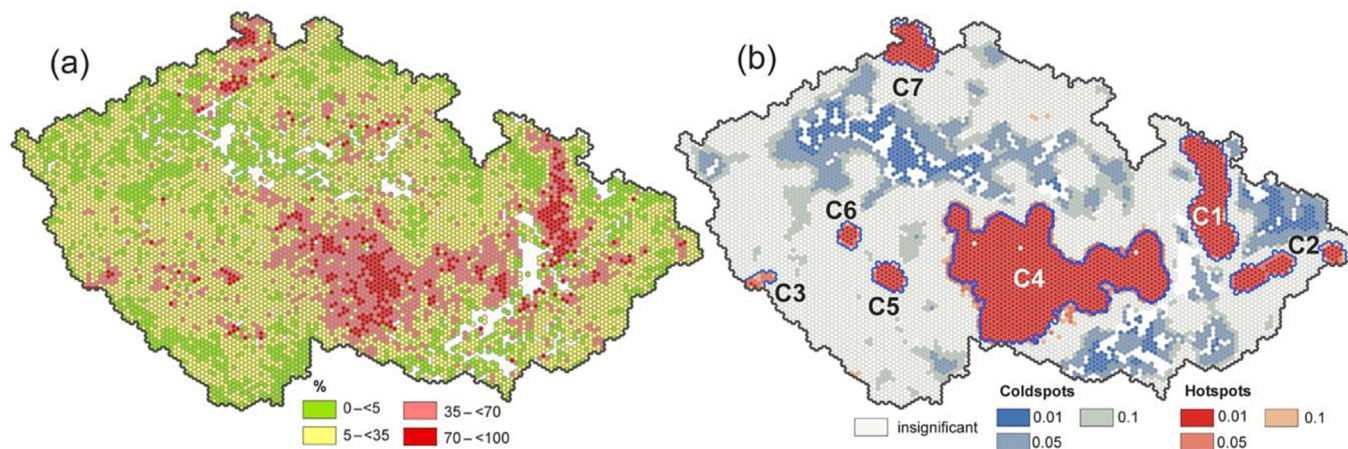 (a)
%
0 – <5
35 – <70
5 – <35
70 – <100
(b)
C7
C6
C1
C2
C3
C5
C4
Coldspots
Hotspots
insignificant
0.01
0.1
0.01
0.1
0.05
0.05